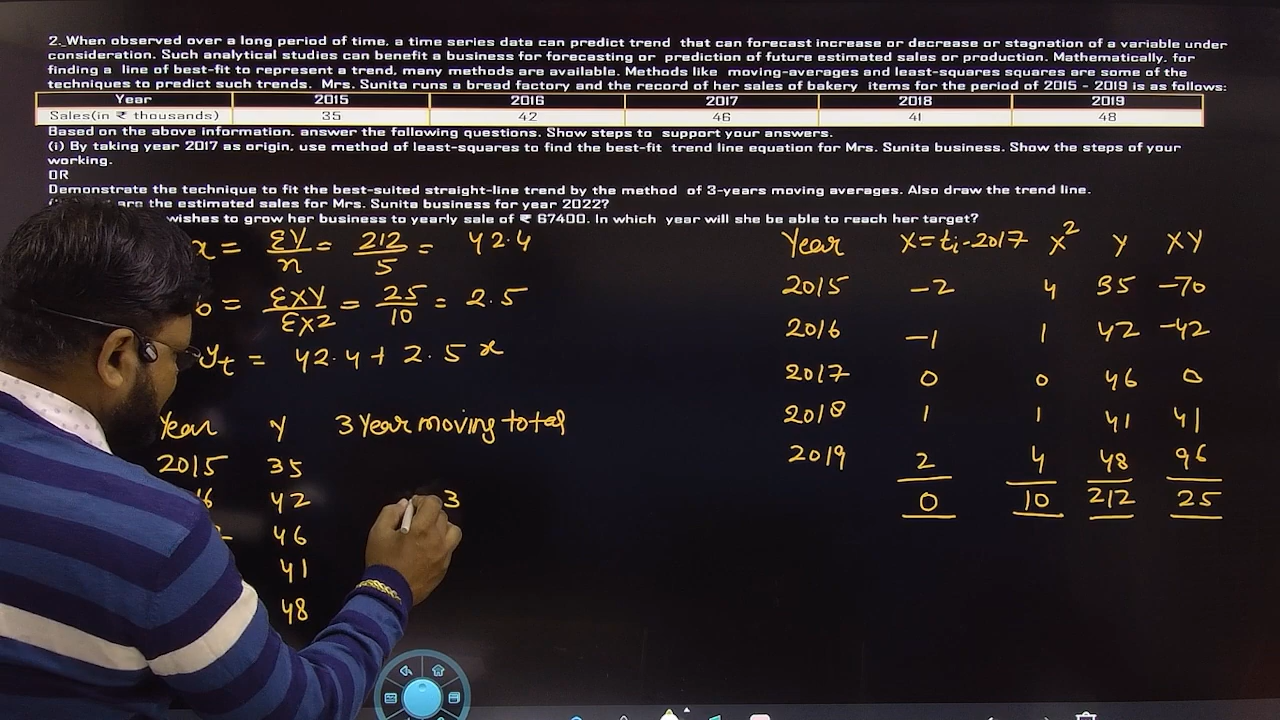 2. When observed over a long period of time, a time series data can predict trend that can forecast increase or decrease or stagnation of a variable under
consideration. Such analytical studies can benefit a business for forecasting or prediction of future estimated sales or production. Mathematically, for
finding a line of best-fit to represent a trend, many methods are available. Methods like moving-averages and least-squares squares are some of the
techniques to predict such trends. Mrs. Sunita runs a bread factory and the record of her sales of bakery items for the period of 2015 - 2019 is as follows:
Year 2015 2016 2017 2018 2019
Sales(in ₹ thousands) 35 42 46 41 48
Based on the above information, answer the following questions. Show steps to support your answers.
(i) By taking year 2017 as origin, use method of least-squares to find the best-fit trend line equation for Mrs. Sunita business. Show the steps of your
working.
OR
Demonstrate the technique to fit the best-suited straight-line trend by the method of 3-years moving averages. Also draw the trend line.
are the estimated sales for Mrs. Sunita business for year 2022?
wishes to grow her business to yearly sale of ₹ 67400. In which year will she be able to reach her target?
= ΣY/n = 212/5 = 42.4
b = ΣXY/ΣX2 = 25/10 = 2.5
yt = 42.4 + 2.5 x
Year Y 3 Year moving total
2015 35
16 42 3
46
41
48
Year X=ti-2017 X² Y XY
2015 -2 4 35 -70
2016 -1 1 42 -42
2017 0 0 46 0
2018 1 1 41 41
2019 2 4 48 96
0 10 212 25